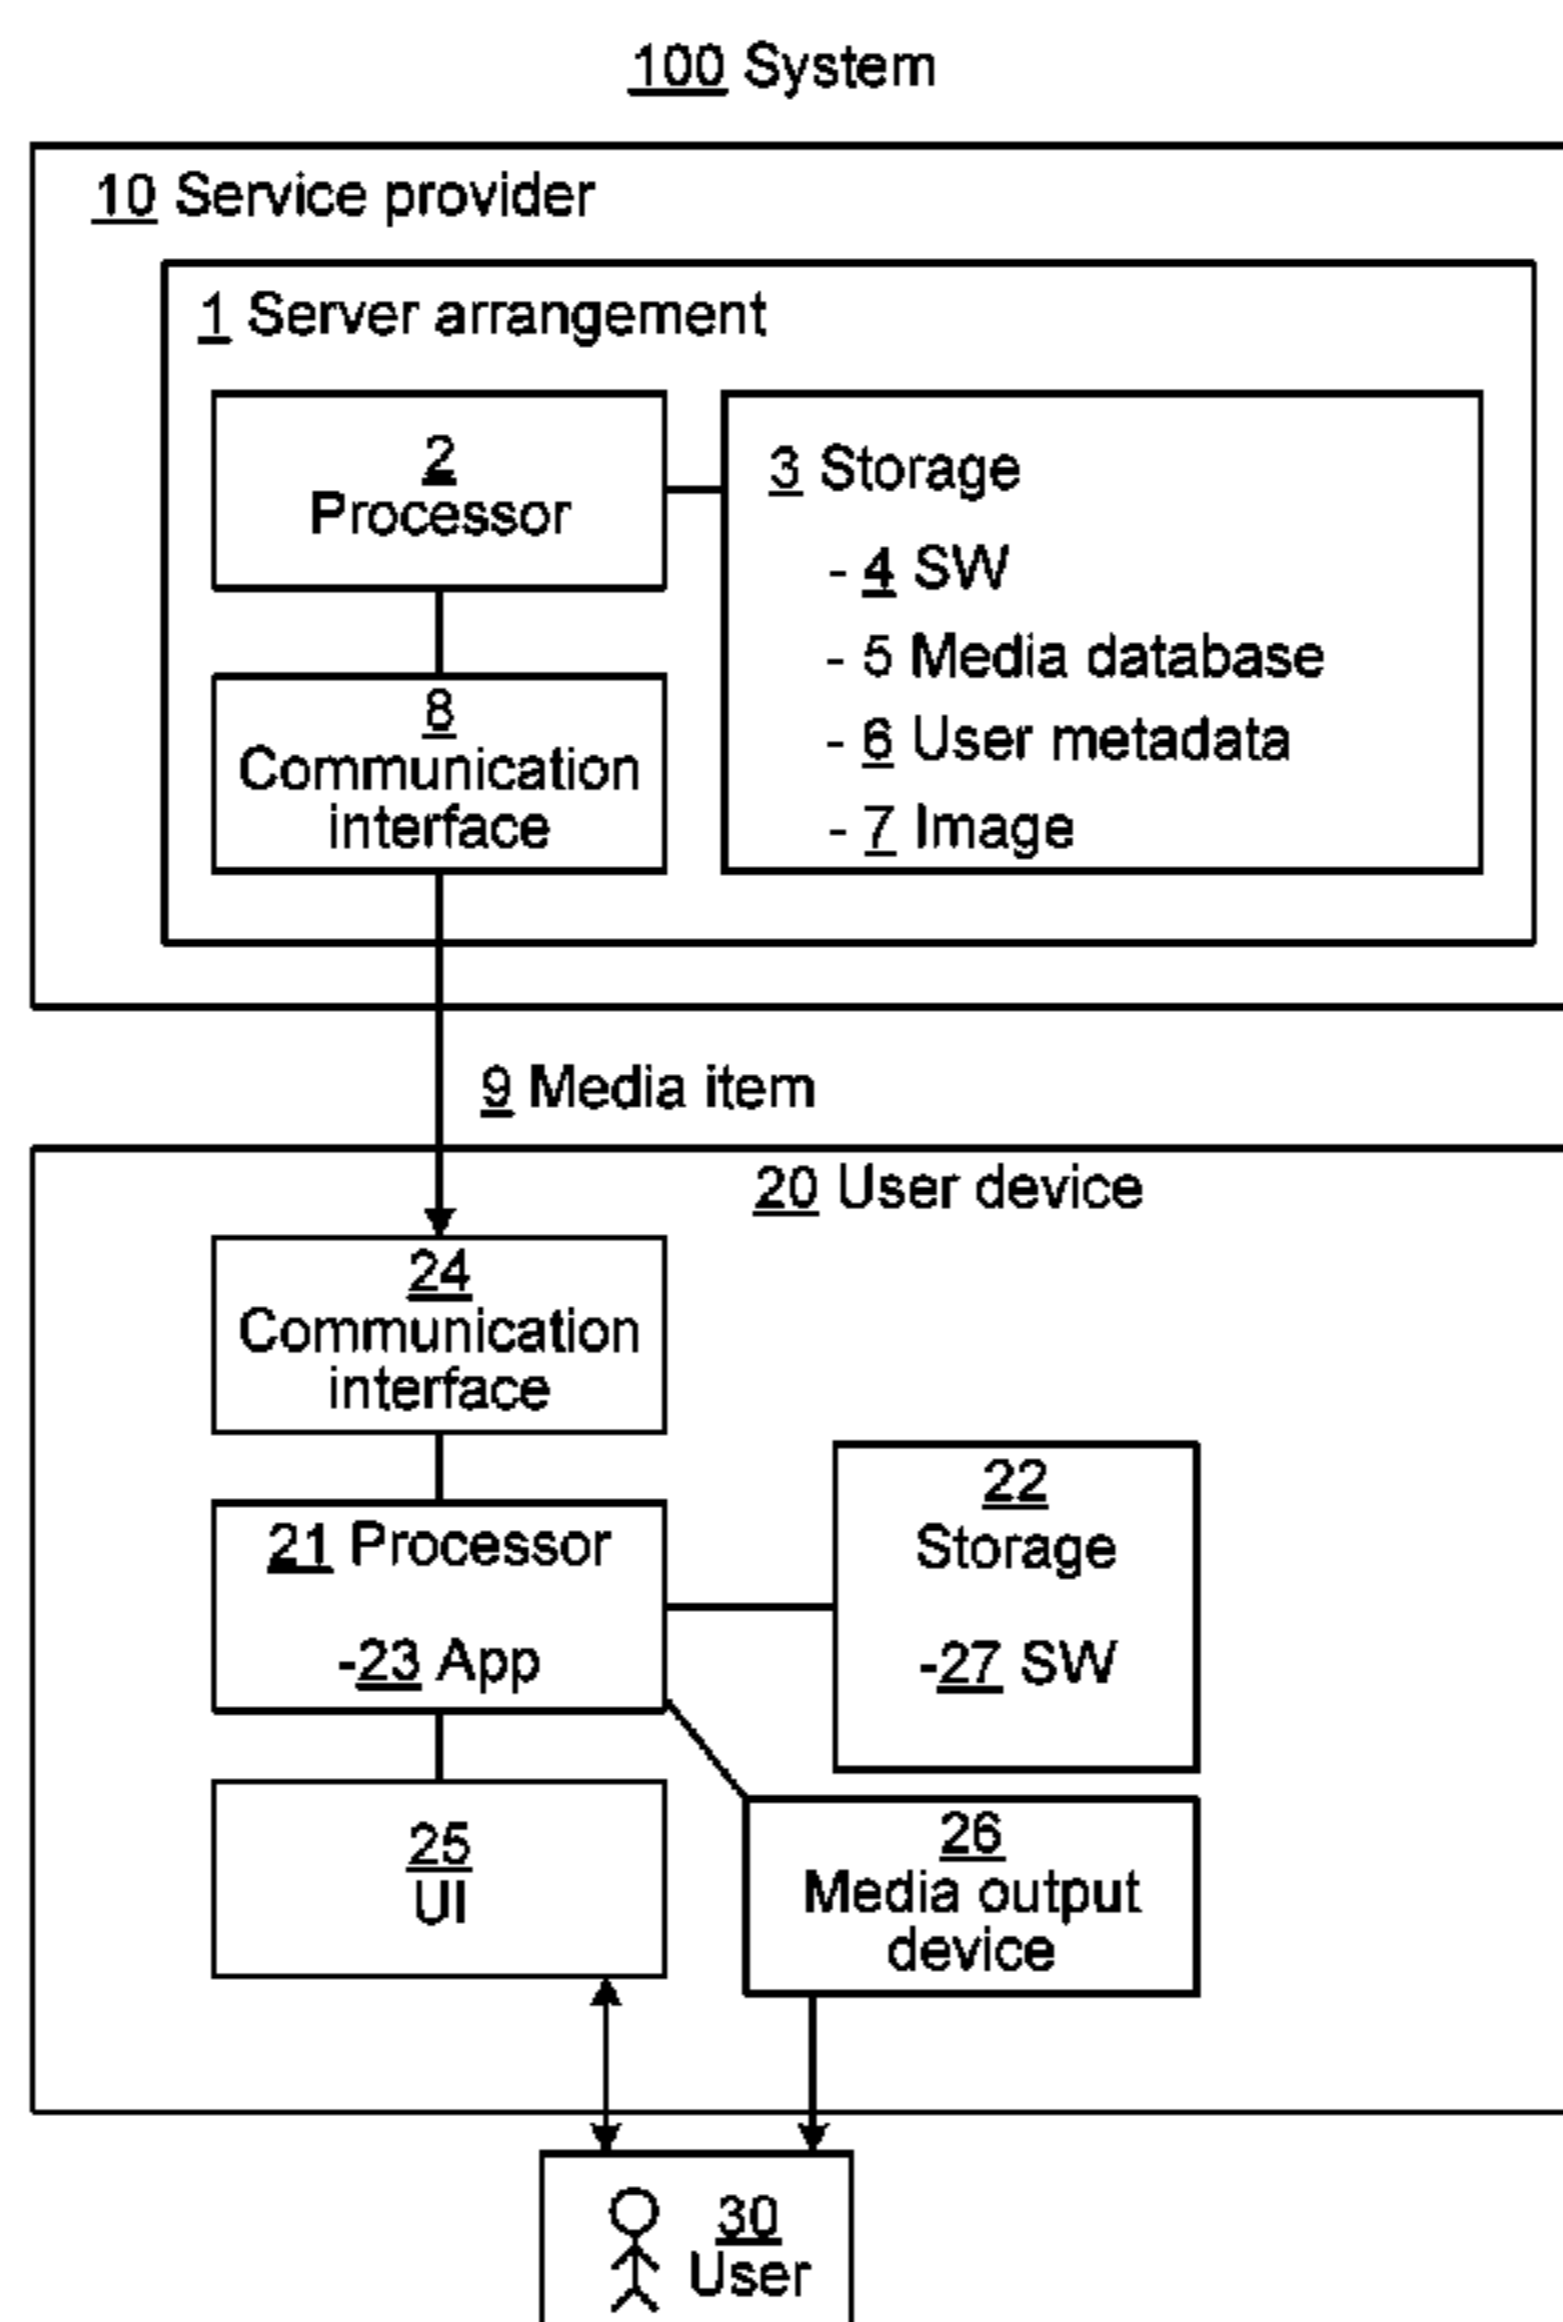 100 System
10 Service provider
1 Server arrangement
2
Processor
3 Storage
- 4 SW
- 5 Media database
- 6 User metadata
- 7 Image
8
Communication
interface
9 Media item
20 User device
24
Communication
interface
21 Processor
-23 App
22
Storage
-27 SW
25
UI
26
Media output
device
30
User